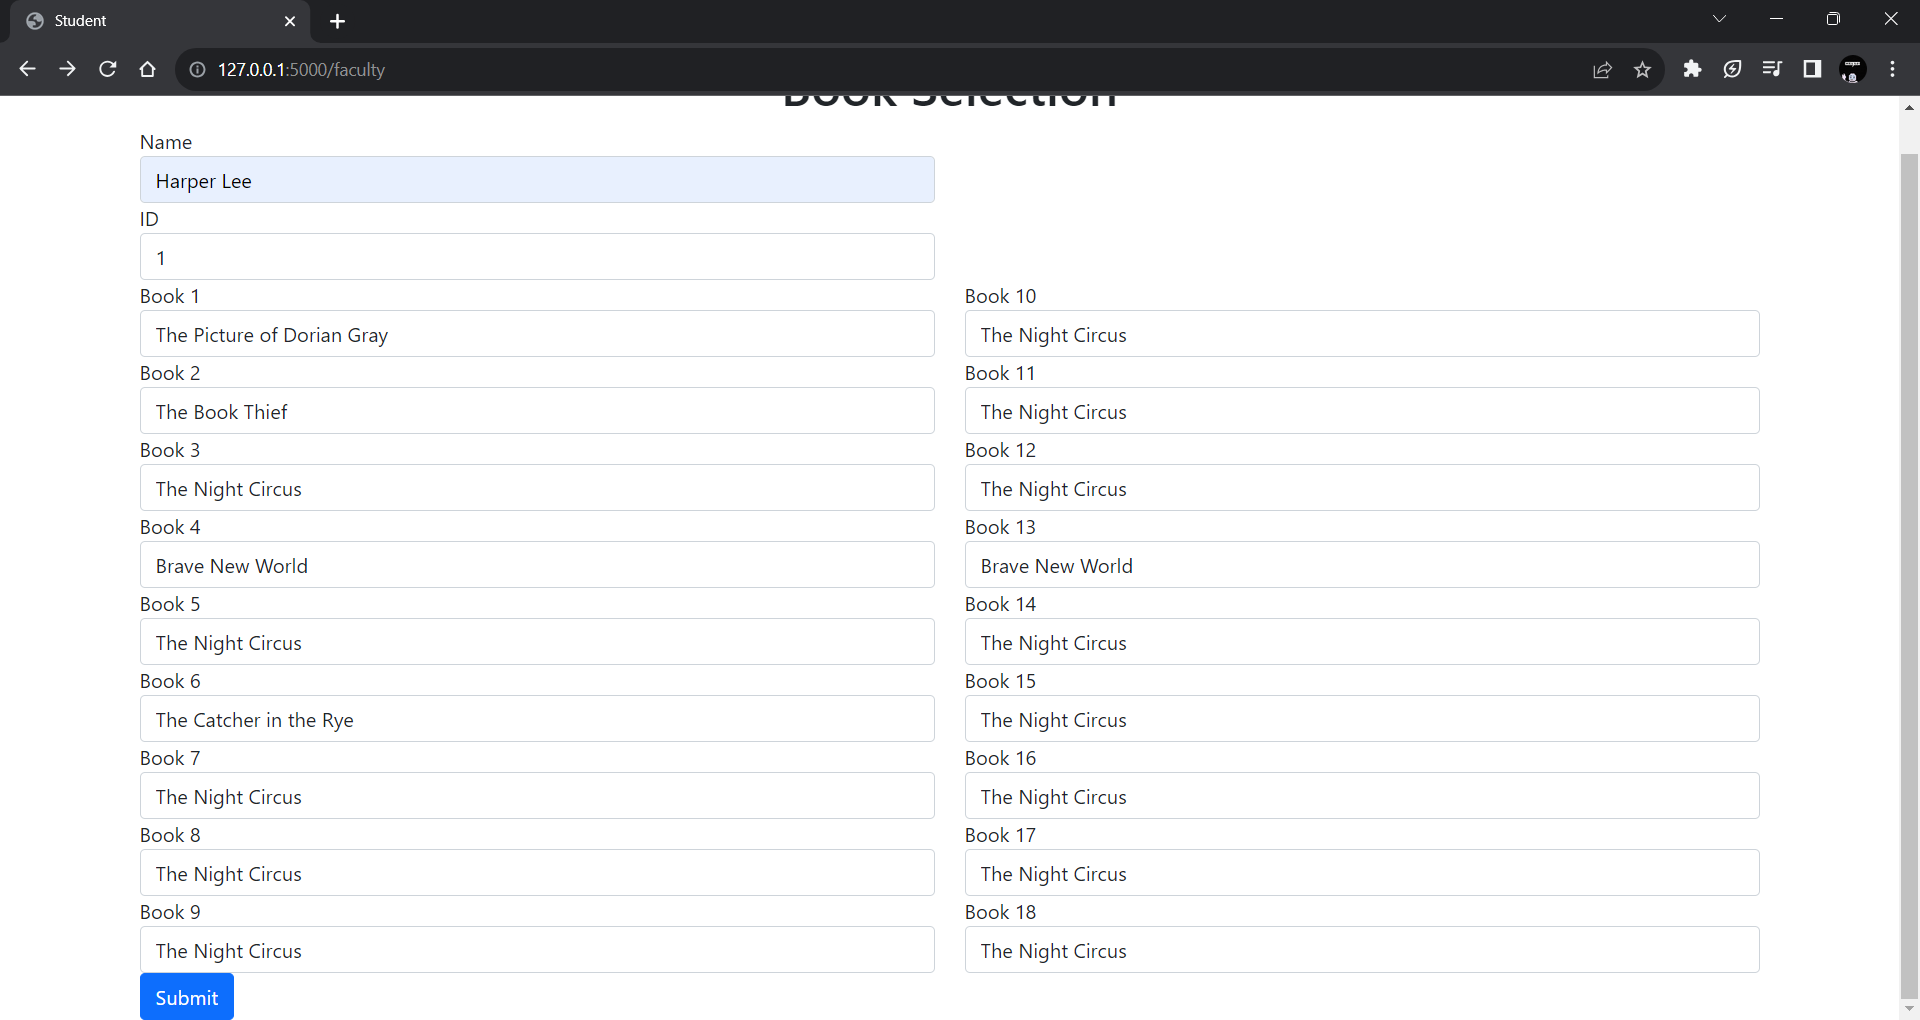 Student
127.0.0.1:5000/faculty
Book Selection
Name
Harper Lee
ID
1
Book 1
The Picture of Dorian Gray
Book 2
The Book Thief
Book 3
The Night Circus
Book 4
Brave New World
Book 5
The Night Circus
Book 6
The Catcher in the Rye
Book 7
The Night Circus
Book 8
The Night Circus
Book 9
The Night Circus
Book 10
The Night Circus
Book 11
The Night Circus
Book 12
The Night Circus
Book 13
Brave New World
Book 14
The Night Circus
Book 15
The Night Circus
Book 16
The Night Circus
Book 17
The Night Circus
Book 18
The Night Circus
Submit